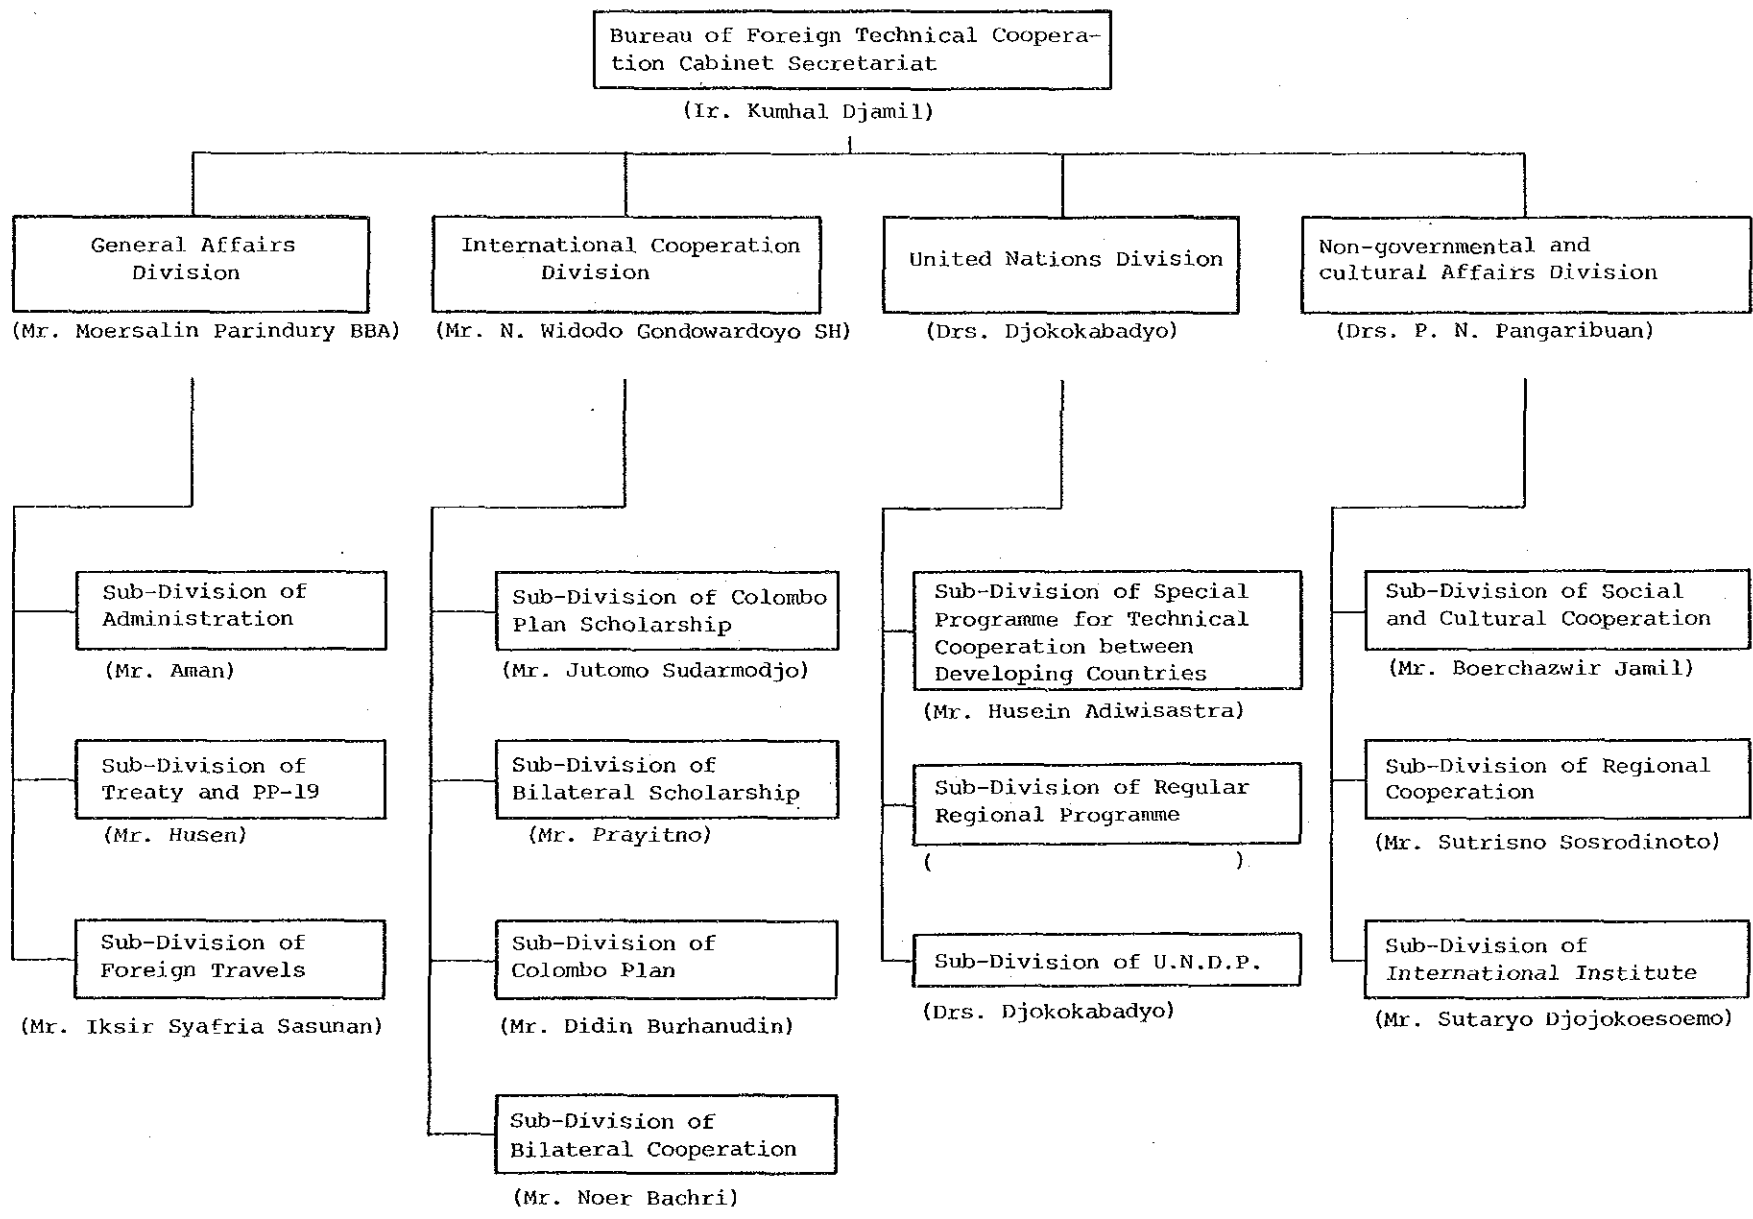 Bureau of Foreign Technical Coopera-
tion Cabinet Secretariat
(Ir. Kumhal Djamil)
General Affairs
Division
(Mr. Moersalin Parindury BBA)
International Cooperation
Division
(Mr. N. Widodo Gondowardoyo SH)
United Nations Division
(Drs. Djokokabadyo)
Non-governmental and
cultural Affairs Division
(Drs. P. N. Pangaribuan)
Sub-Division of
Administration
(Mr. Aman)
Sub-Division of
Treaty and PP-19
(Mr. Husen)
Sub-Division of
Foreign Travels
(Mr. Iksir Syafria Sasunan)
Sub-Division of Colombo
Plan Scholarship
(Mr. Jutomo Sudarmodjo)
Sub-Division of
Bilateral Scholarship
(Mr. Prayitno)
Sub-Division of
Colombo Plan
(Mr. Didin Burhanudin)
Sub-Division of
Bilateral Cooperation
(Mr. Noer Bachri)
Sub-Division of Special
Programme for Technical
Cooperation between
Developing Countries
(Mr. Husein Adiwisastra)
Sub-Division of Regular
Regional Programme
( )
Sub-Division of U.N.D.P.
(Drs. Djokokabadyo)
Sub-Division of Social
and Cultural Cooperation
(Mr. Boerchazwir Jamil)
Sub-Division of Regional
Cooperation
(Mr. Sutrisno Sosrodinoto)
Sub-Division of
International Institute
(Mr. Sutaryo Djojokoesoemo)